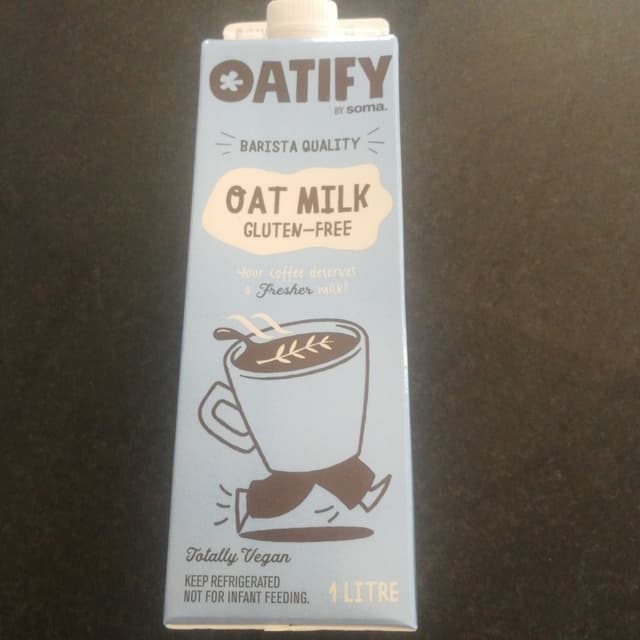 OATIFY
BY soma.
BARISTA QUALITY
OAT MILK
GLUTEN-FREE
Your coffee deserves
a Fresher milk!
Totally Vegan
KEEP REFRIGERATED
NOT FOR INFANT FEEDING.
1 LITRE